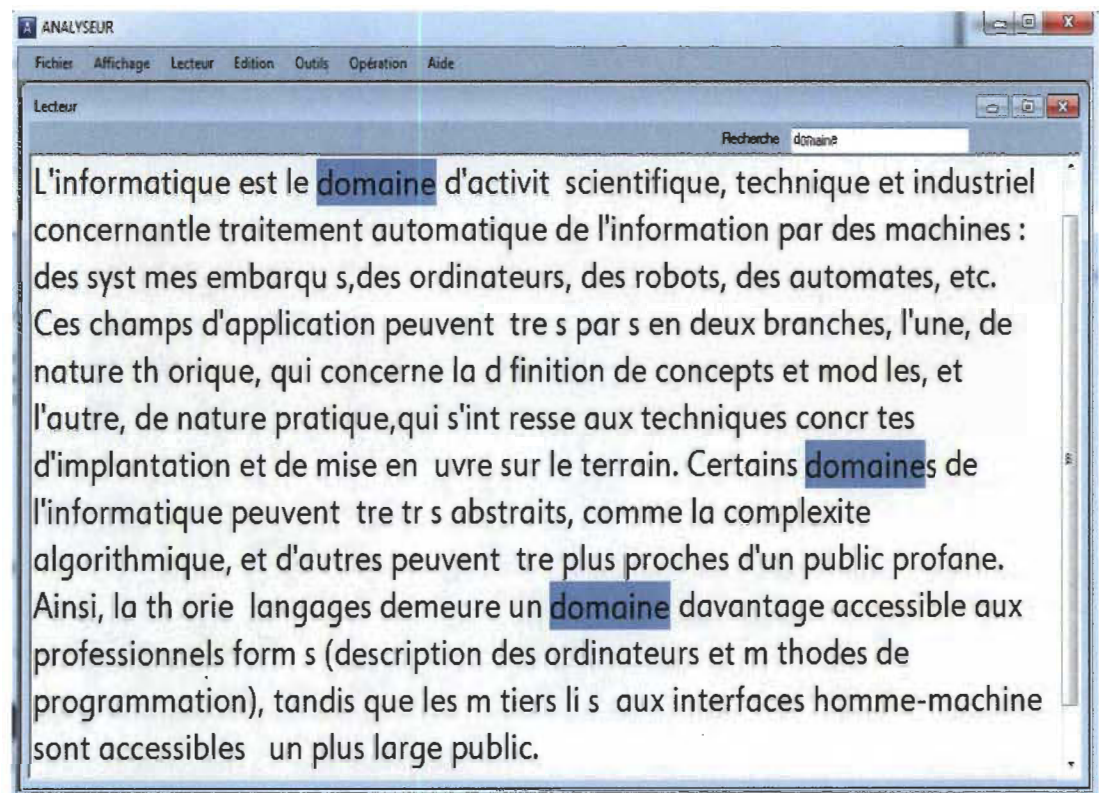 ANALYSEUR
Fichier Affichage Lecteur Edition Outils Opération Aide
Lecteur
Recherche domaine
L'informatique est le domaine d'activit scientifique, technique et industriel
concernantle traitement automatique de l'information par des machines :
des syst mes embarqu s,des ordinateurs, des robots, des automates, etc.
Ces champs d'application peuvent tre s par s en deux branches, l'une, de
nature th orique, qui concerne la d finition de concepts et mod les, et
l'autre, de nature pratique,qui s'int resse aux techniques concr tes
d'implantation et de mise en uvre sur le terrain. Certains domaines de
l'informatique peuvent tre tr s abstraits, comme la complexite
algorithmique, et d'autres peuvent tre plus proches d'un public profane.
Ainsi, la th orie langages demeure un domaine davantage accessible aux
professionnels form s (description des ordinateurs et m thodes de
programmation), tandis que les m tiers li s aux interfaces homme-machine
sont accessibles un plus large public.